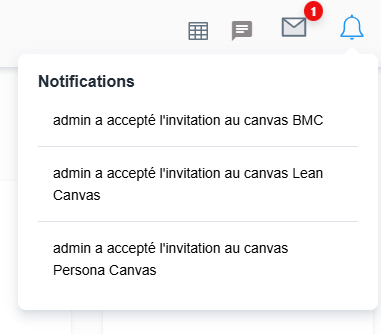 1
Notifications
admin a accepté l'invitation au canvas BMC
admin a accepté l'invitation au canvas Lean
Canvas
admin a accepté l'invitation au canvas
Persona Canvas